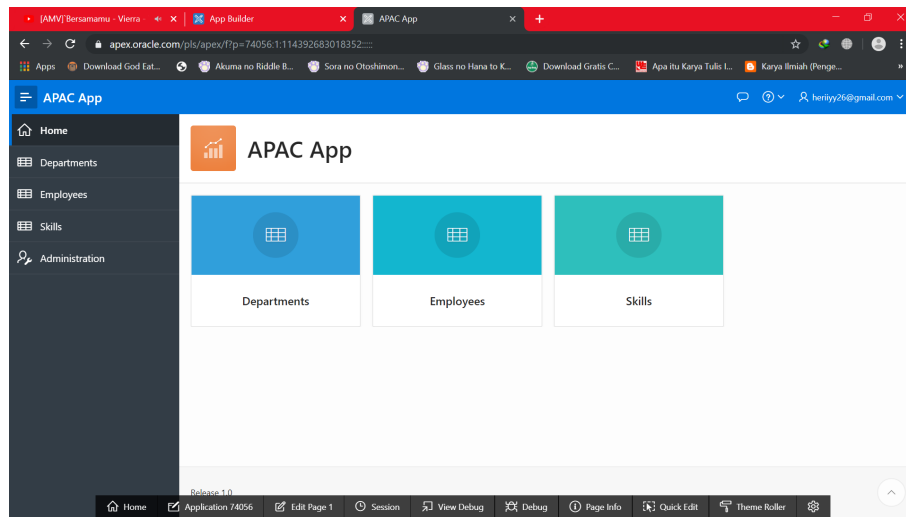 [AMV]'Bersamamu - Vierra
App Builder
APAC App
apex.oracle.com/pls/apex/f?p=74056:1:114392683018352:::::
Apps
Download God Eat...
Akuma no Riddle B...
Sora no Otoshimon...
Glass no Hana to K...
Download Gratis C...
Apa itu Karya Tulis I...
Karya Ilmiah (Penge...
»
APAC App
heriiyy26@gmail.com
Home
Departments
Employees
Skills
Administration
APAC App
Departments
Employees
Skills
Release 1.0
Home
Application 74056
Edit Page 1
Session
View Debug
Debug
Page Info
Quick Edit
Theme Roller